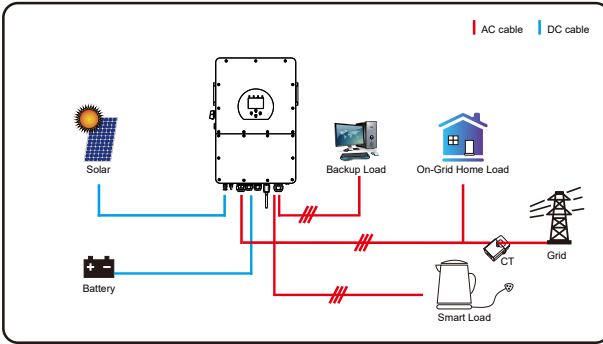 AC cable
DC cable
Solar
Backup Load
On-Grid Home Load
CT
Grid
Battery
Smart Load